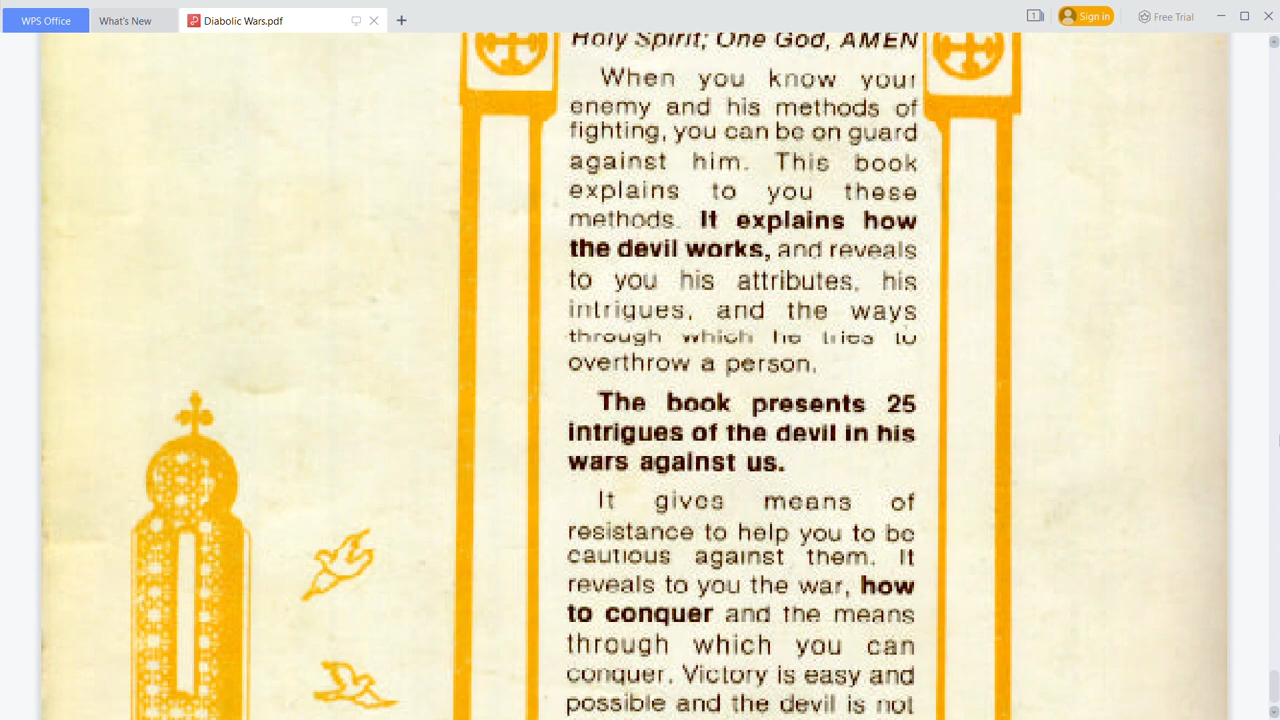 WPS Office
What's New
Diabolic Wars.pdf
1
Sign in
Free Trial
Holy Spirit; One God, AMEN
When you know your
enemy and his methods of
fighting, you can be on guard
against him. This book
explains to you these
methods. It explains how
the devil works, and reveals
to you his attributes, his
intrigues, and the ways
through which he tries to
overthrow a person.
The book presents 25
intrigues of the devil in his
wars against us.
It gives means of
resistance to help you to be
cautious against them. It
reveals to you the war, how
to conquer and the means
through which you can
conquer. Victory is easy and
possible and the devil is not